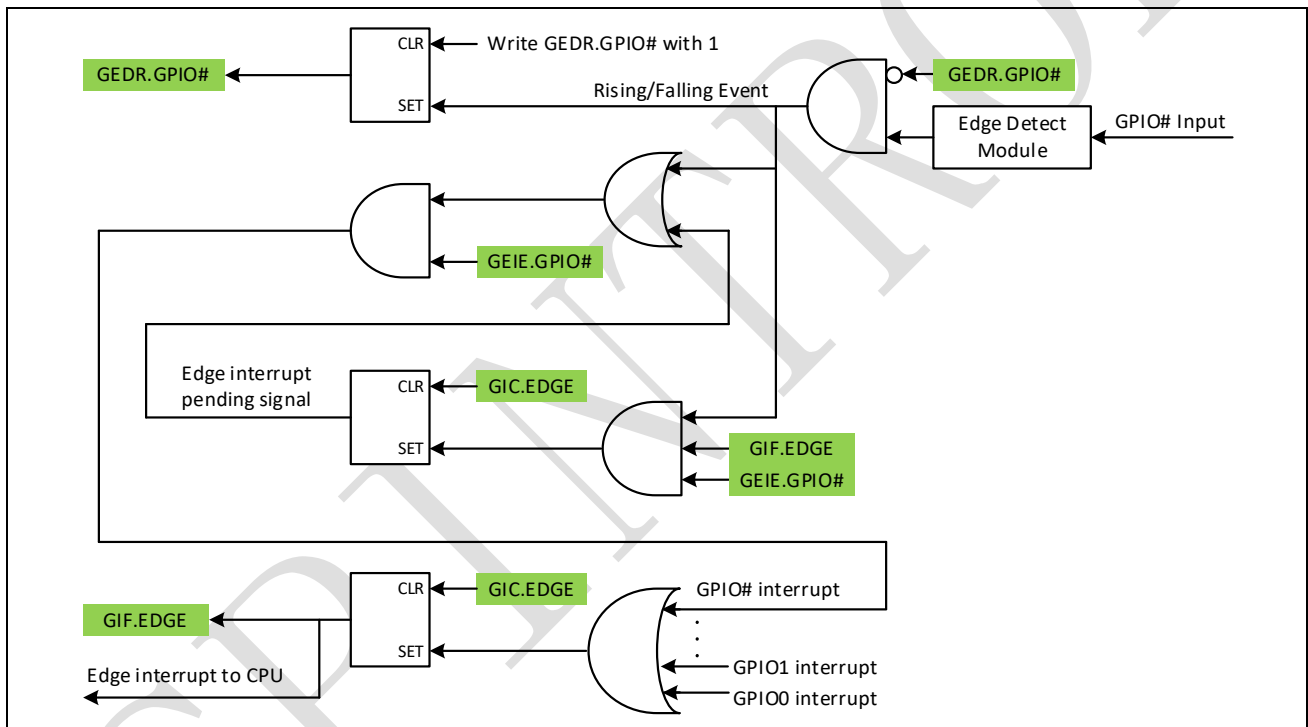 CLR
Write GEDR.GPIO# with 1
GEDR.GPIO#
GEDR.GPIO#
Rising/Falling Event
SET
Edge Detect
Module
GPIO# Input
GEIE.GPIO#
Edge interrupt
pending signal
CLR
GIC.EDGE
SET
GIF.EDGE
GEIE.GPIO#
CLR
GIC.EDGE
GPIO# interrupt
GIF.EDGE
SET
Edge interrupt to CPU
GPIO1 interrupt
GPIO0 interrupt